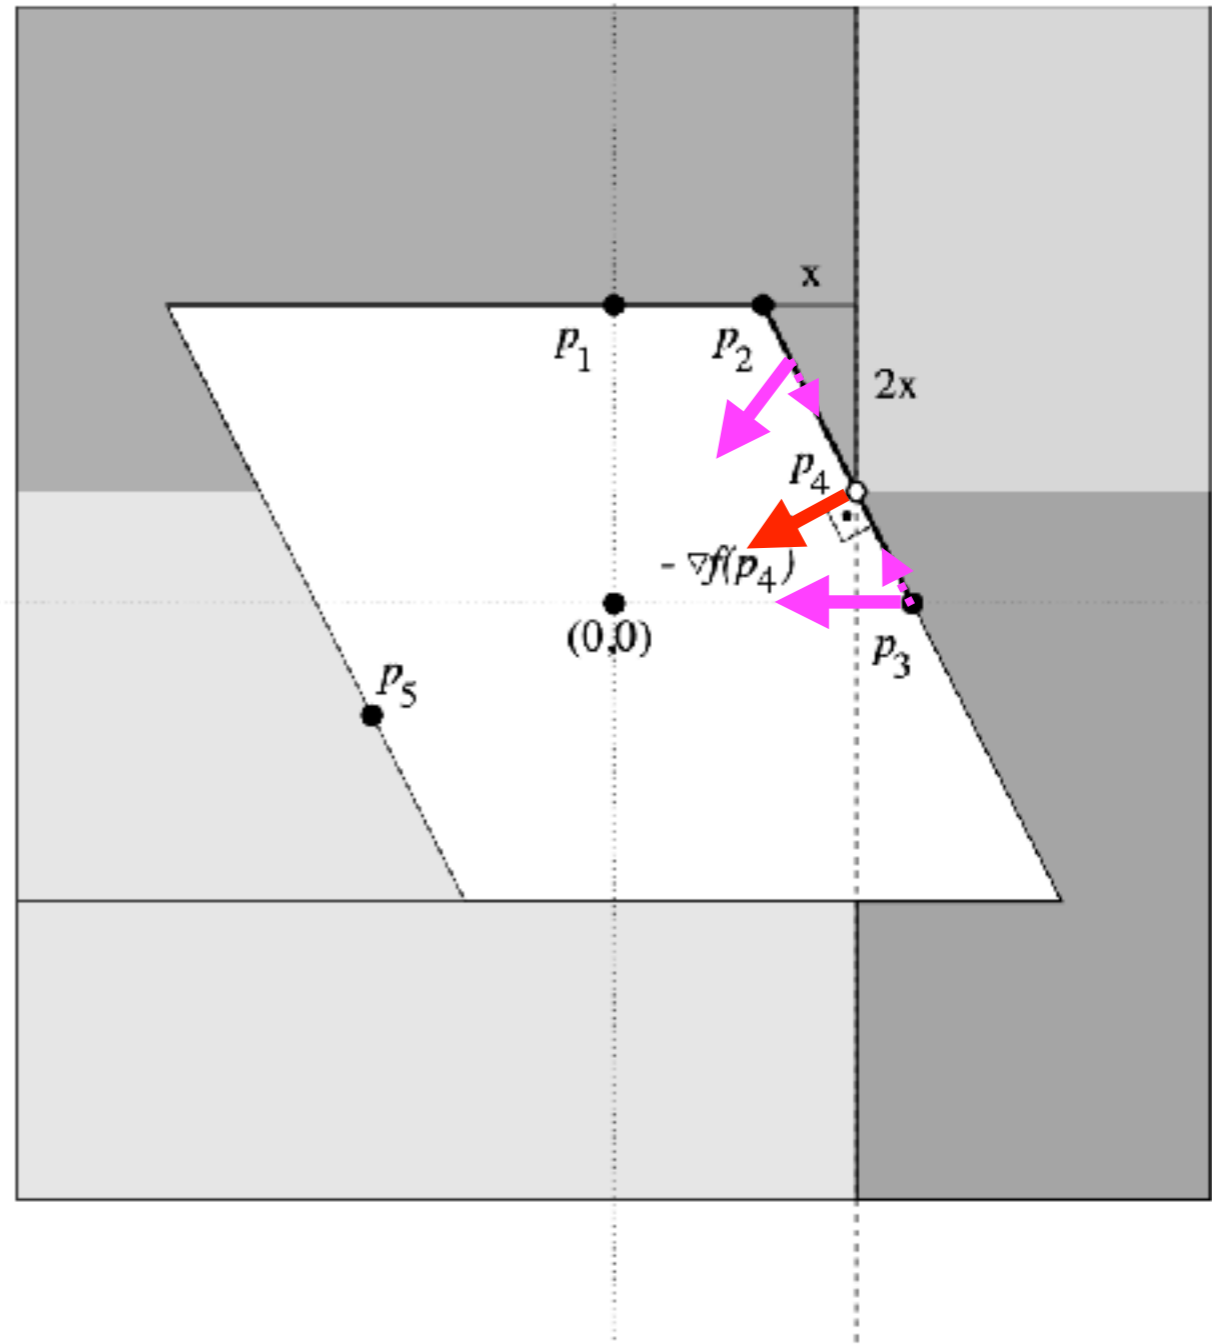 x
p₁
p₂
2x
p₄
- ∇f(p₄)
(0,0)
p₃
p₅